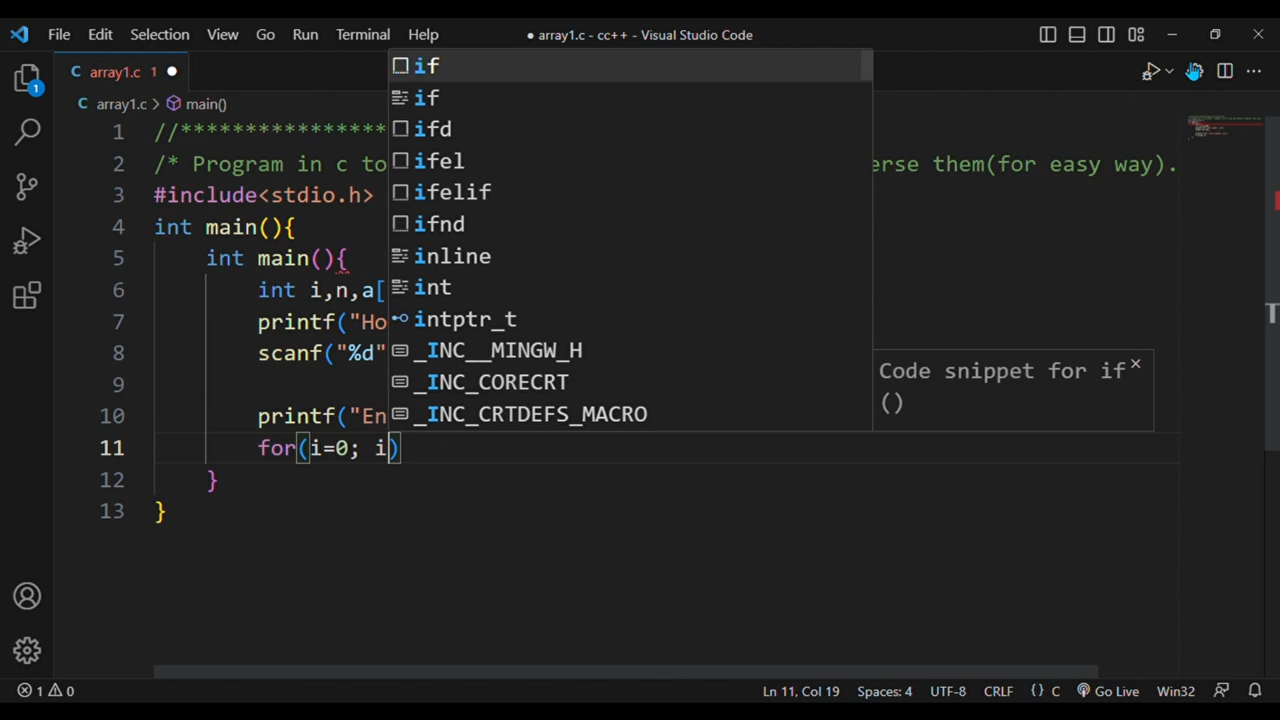 File Edit Selection View Go Run Terminal Help
● array1.c - cc++ - Visual Studio Code
C array1.c 1 ●
C array1.c > main()
1 //****************
2 /* Program in c to erse them(for easy way).
3 #include<stdio.h>
4 int main(){
5 int main(){
6 int i,n,a[
7 printf("Ho
8 scanf("%d"
9
10 printf("En
11 for(i=0; i)
12 }
13 }
if
if
ifd
ifel
ifelif
ifnd
inline
int
intptr_t
_INC__MINGW_H
_INC_CORECRT
_INC_CRTDEFS_MACRO
Code snippet for if
()
1
T
1 0 Ln 11, Col 19 Spaces: 4 UTF-8 CRLF {} C Go Live Win32